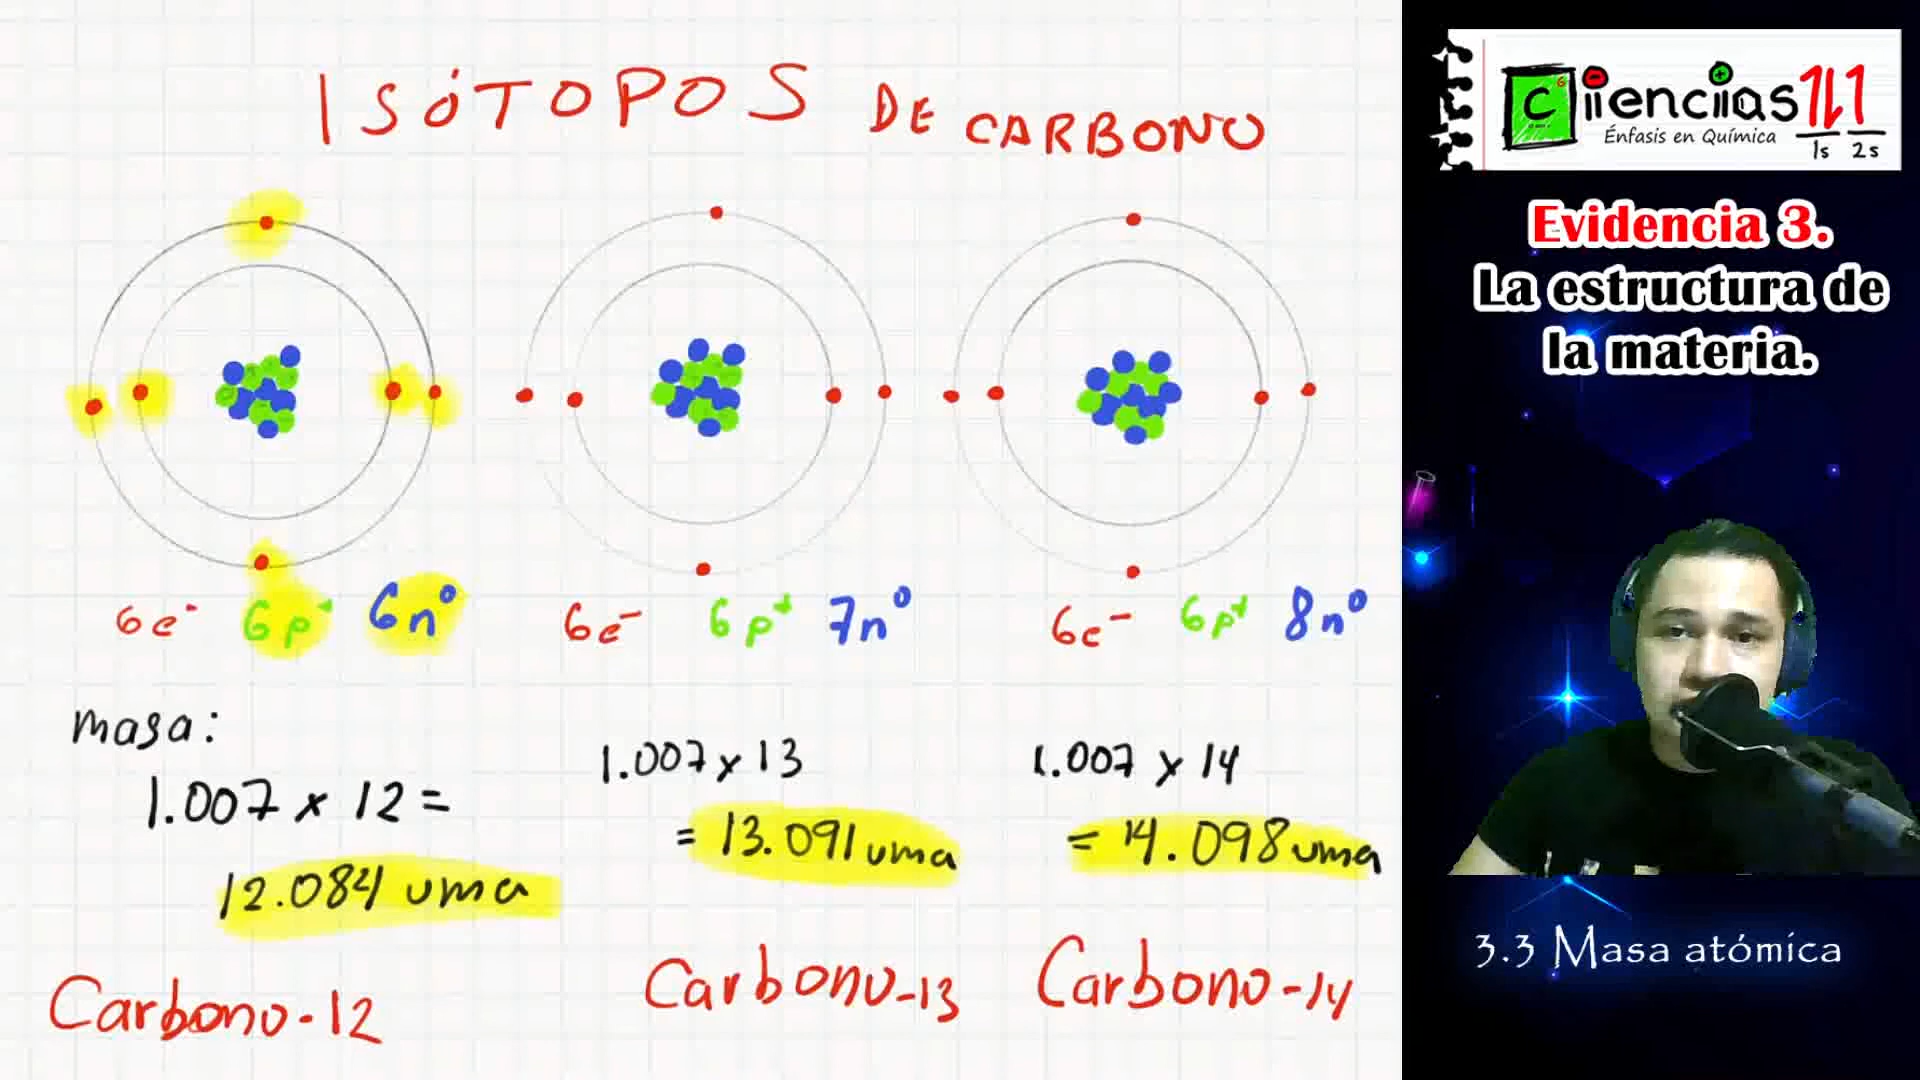 ISÓTOPOS DE CARBONO
6e⁻ 6p⁺ 6n⁰
6e⁻ 6p⁺ 7n⁰
6e⁻ 6p⁺ 8n⁰
masa:
1.007 x 12 =
12.084 uma
1.007 x 13
= 13.091 uma
1.007 x 14
= 14.098 uma
Carbono-12
Carbono-13
Carbono-14
Ciienciias 1s 2s
Énfasis en Química
Evidencia 3.
La estructura de
la materia.
3.3 Masa atómica